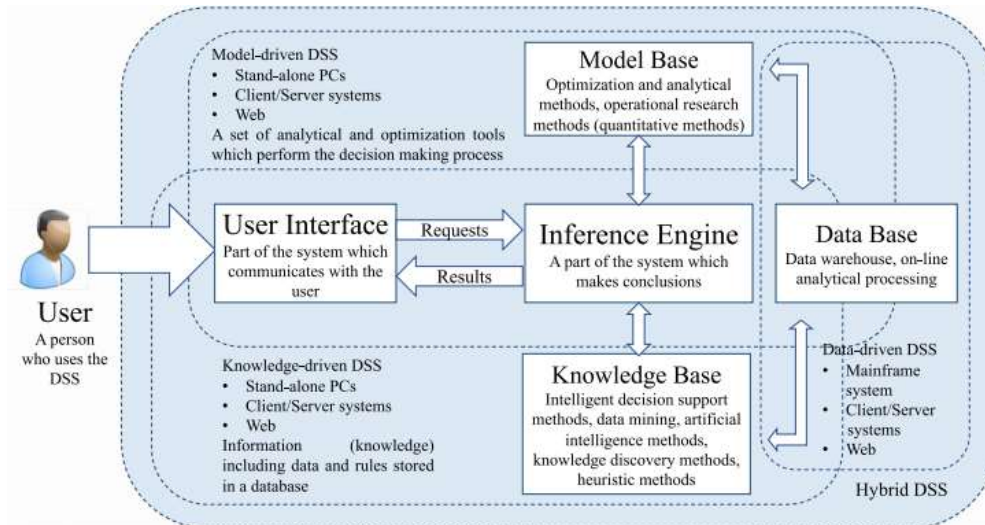 Model-driven DSS
• Stand-alone PCs
• Client/Server systems
• Web
A set of analytical and optimization tools
which perform the decision making process
Model Base
Optimization and analytical
methods, operational research
methods (quantitative methods)
User
A person
who uses the
DSS
User Interface
Part of the system which
communicates with the
user
Requests
Results
Inference Engine
A part of the system which
makes conclusions
Data Base
Data warehouse, on-line
analytical processing
Knowledge-driven DSS
• Stand-alone PCs
• Client/Server systems
• Web
Information (knowledge)
including data and rules stored
in a database
Knowledge Base
Intelligent decision support
methods, data mining, artificial
intelligence methods,
knowledge discovery methods,
heuristic methods
Data-driven DSS
• Mainframe
system
• Client/Server
systems
• Web
Hybrid DSS